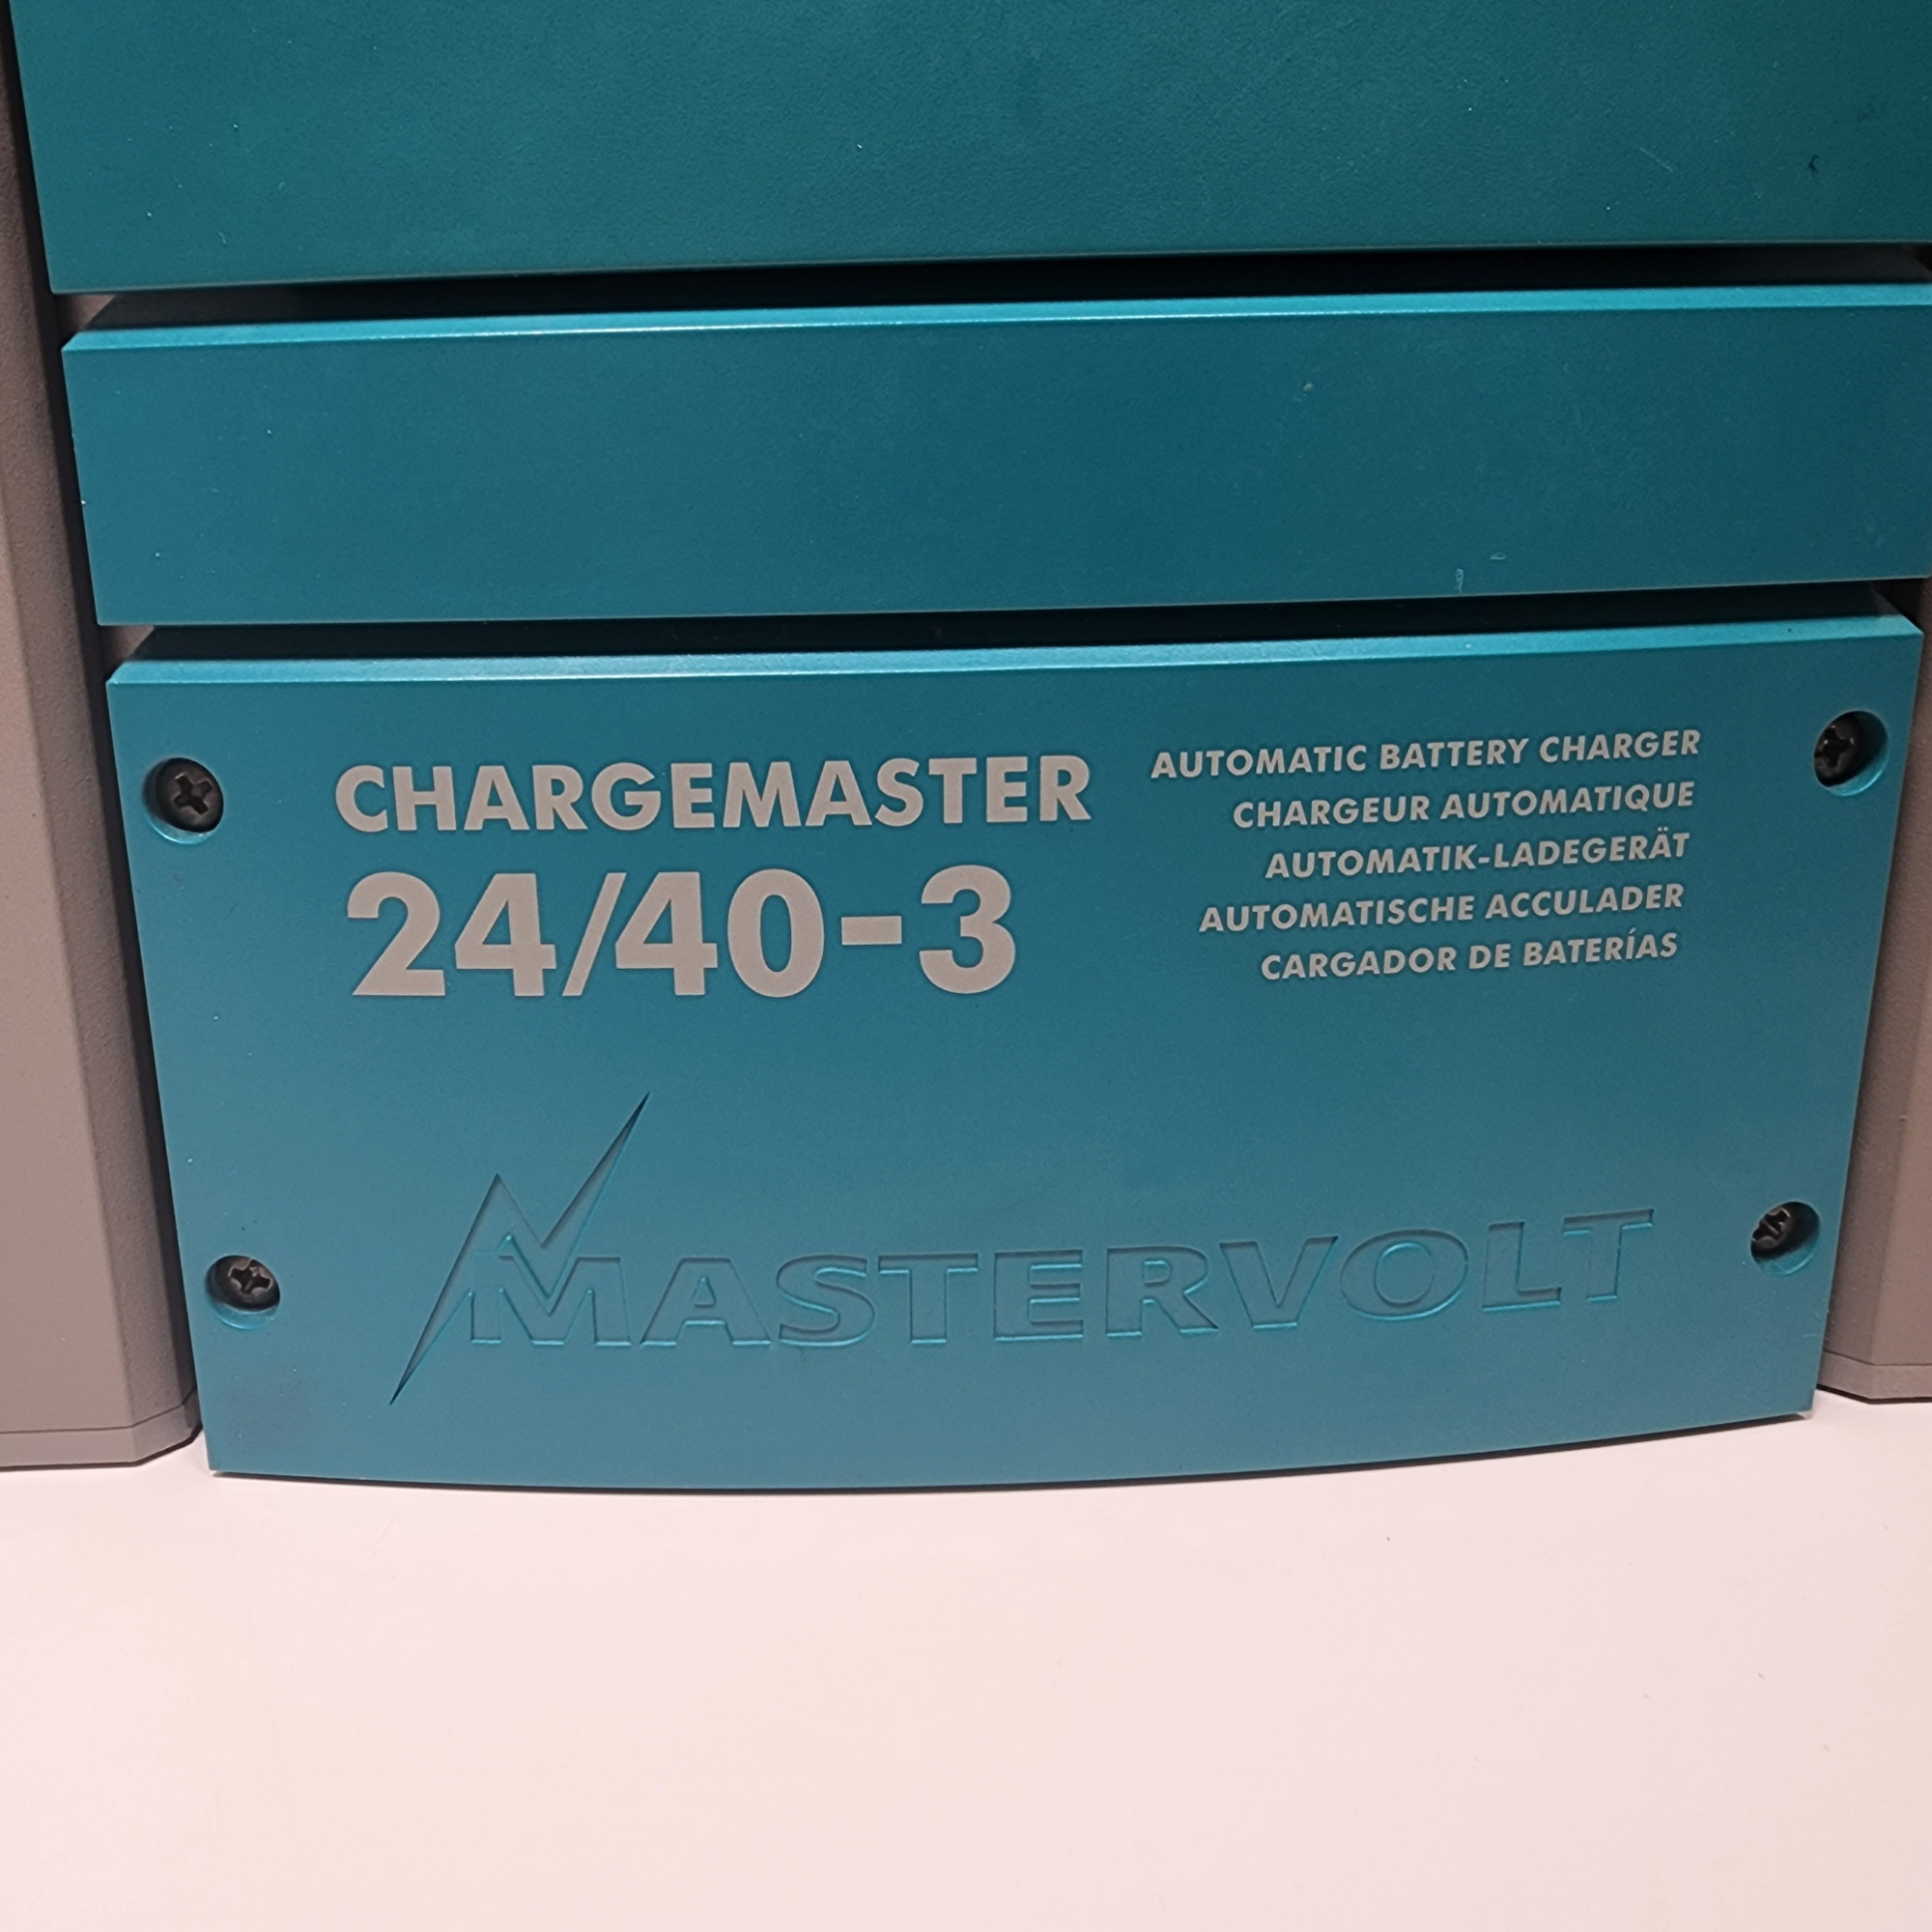 CHARGEMASTER
24/40-3
AUTOMATIC BATTERY CHARGER
CHARGEUR AUTOMATIQUE
AUTOMATIK-LADEGERÄT
AUTOMATISCHE ACCULADER
CARGADOR DE BATERÍAS
MASTERVOLT